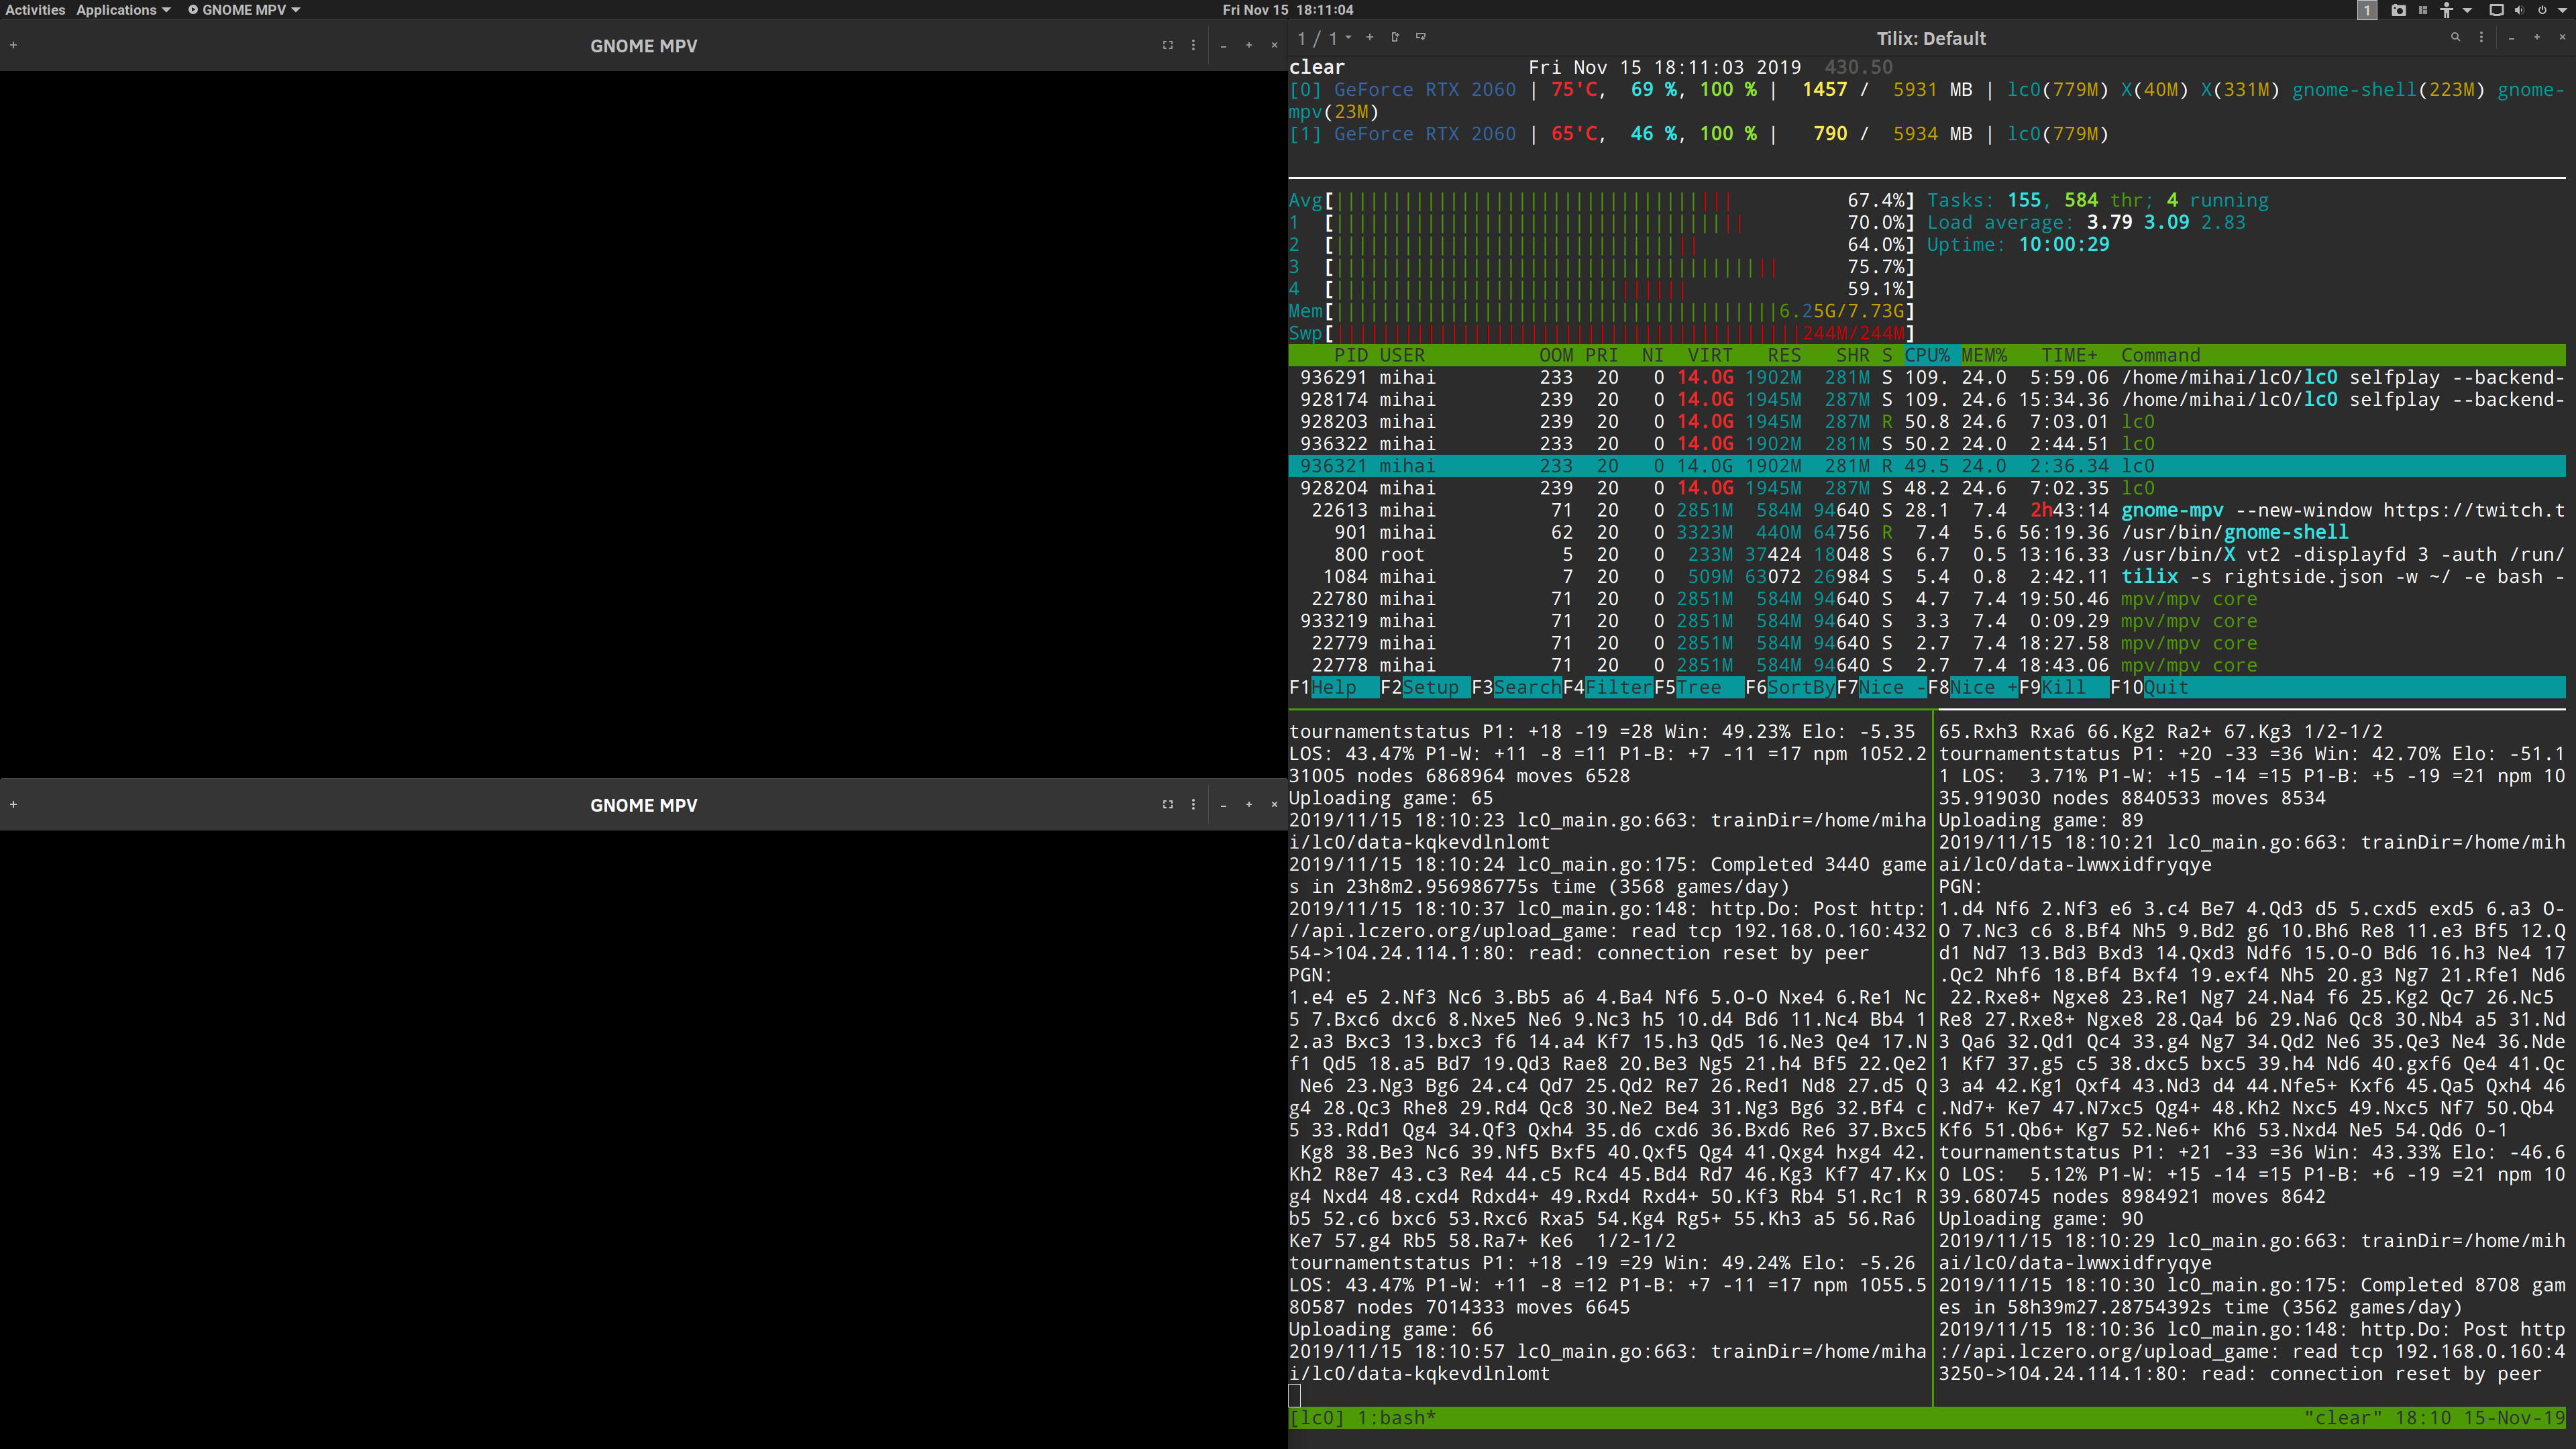 Activities Applications GNOME MPV Fri Nov 15 18:11:04 1
GNOME MPV
GNOME MPV
1 / 1 Tilix: Default
clear Fri Nov 15 18:11:03 2019 430.50
[0] GeForce RTX 2060 | 75'C, 69 %, 100 % | 1457 / 5931 MB | lc0(779M) X(40M) X(331M) gnome-shell(223M) gnome-
mpv(23M)
[1] GeForce RTX 2060 | 65'C, 46 %, 100 % | 790 / 5934 MB | lc0(779M)
Avg[ 67.4%] Tasks: 155, 584 thr; 4 running
1 [ 70.0%] Load average: 3.79 3.09 2.83
2 [ 64.0%] Uptime: 10:00:29
3 [ 75.7%]
4 [ 59.1%]
Mem[ 6.25G/7.73G]
Swp[ 244M/244M]
PID USER OOM PRI NI VIRT RES SHR S CPU% MEM% TIME+ Command
936291 mihai 233 20 0 14.0G 1902M 281M S 109. 24.0 5:59.06 /home/mihai/lc0/lc0 selfplay --backend-
928174 mihai 239 20 0 14.0G 1945M 287M S 109. 24.6 15:34.36 /home/mihai/lc0/lc0 selfplay --backend-
928203 mihai 239 20 0 14.0G 1945M 287M R 50.8 24.6 7:03.01 lc0
936322 mihai 233 20 0 14.0G 1902M 281M S 50.2 24.0 2:44.51 lc0
936321 mihai 233 20 0 14.0G 1902M 281M R 49.5 24.0 2:36.34 lc0
928204 mihai 239 20 0 14.0G 1945M 287M S 48.2 24.6 7:02.35 lc0
22613 mihai 71 20 0 2851M 584M 94640 S 28.1 7.4 2h43:14 gnome-mpv --new-window https://twitch.t
901 mihai 62 20 0 3323M 440M 64756 R 7.4 5.6 56:19.36 /usr/bin/gnome-shell
800 root 5 20 0 233M 37424 18048 S 6.7 0.5 13:16.33 /usr/bin/X vt2 -displayfd 3 -auth /run/
1084 mihai 7 20 0 509M 63072 26984 S 5.4 0.8 2:42.11 tilix -s rightside.json -w ~/ -e bash -
22780 mihai 71 20 0 2851M 584M 94640 S 4.7 7.4 19:50.46 mpv/mpv core
933219 mihai 71 20 0 2851M 584M 94640 S 3.3 7.4 0:09.29 mpv/mpv core
22779 mihai 71 20 0 2851M 584M 94640 S 2.7 7.4 18:27.58 mpv/mpv core
22778 mihai 71 20 0 2851M 584M 94640 S 2.7 7.4 18:43.06 mpv/mpv core
F1Help F2Setup F3SearchF4FilterF5Tree F6SortByF7Nice -F8Nice +F9Kill F10Quit
tournamentstatus P1: +18 -19 =28 Win: 49.23% Elo: -5.35
LOS: 43.47% P1-W: +11 -8 =11 P1-B: +7 -11 =17 npm 1052.2
31005 nodes 6868964 moves 6528
Uploading game: 65
2019/11/15 18:10:23 lc0_main.go:663: trainDir=/home/miha
i/lc0/data-kqkevdlnlomt
2019/11/15 18:10:24 lc0_main.go:175: Completed 3440 game
s in 23h8m2.956986775s time (3568 games/day)
2019/11/15 18:10:37 lc0_main.go:148: http.Do: Post http:
//api.lczero.org/upload_game: read tcp 192.168.0.160:432
54->104.24.114.1:80: read: connection reset by peer
PGN:
1.e4 e5 2.Nf3 Nc6 3.Bb5 a6 4.Ba4 Nf6 5.O-O Nxe4 6.Re1 Nc
5 7.Bxc6 dxc6 8.Nxe5 Ne6 9.Nc3 h5 10.d4 Bd6 11.Nc4 Bb4 1
2.a3 Bxc3 13.bxc3 f6 14.a4 Kf7 15.h3 Qd5 16.Ne3 Qe4 17.N
f1 Qd5 18.a5 Bd7 19.Qd3 Rae8 20.Be3 Ng5 21.h4 Bf5 22.Qe2
Ne6 23.Ng3 Bg6 24.c4 Qd7 25.Qd2 Re7 26.Red1 Nd8 27.d5 Q
g4 28.Qc3 Rhe8 29.Rd4 Qc8 30.Ne2 Be4 31.Ng3 Bg6 32.Bf4 c
5 33.Rdd1 Qg4 34.Qf3 Qxh4 35.d6 cxd6 36.Bxd6 Re6 37.Bxc5
Kg8 38.Be3 Nc6 39.Nf5 Bxf5 40.Qxf5 Qg4 41.Qxg4 hxg4 42.
Kh2 R8e7 43.c3 Re4 44.c5 Rc4 45.Bd4 Rd7 46.Kg3 Kf7 47.Kx
g4 Nxd4 48.cxd4 Rdxd4+ 49.Rxd4 Rxd4+ 50.Kf3 Rb4 51.Rc1 R
b5 52.c6 bxc6 53.Rxc6 Rxa5 54.Kg4 Rg5+ 55.Kh3 a5 56.Ra6
Ke7 57.g4 Rb5 58.Ra7+ Ke6 1/2-1/2
tournamentstatus P1: +18 -19 =29 Win: 49.24% Elo: -5.26
LOS: 43.47% P1-W: +11 -8 =12 P1-B: +7 -11 =17 npm 1055.5
80587 nodes 7014333 moves 6645
Uploading game: 66
2019/11/15 18:10:57 lc0_main.go:663: trainDir=/home/miha
i/lc0/data-kqkevdlnlomt
65.Rxh3 Rxa6 66.Kg2 Ra2+ 67.Kg3 1/2-1/2
tournamentstatus P1: +20 -33 =36 Win: 42.70% Elo: -51.1
1 LOS: 3.71% P1-W: +15 -14 =15 P1-B: +5 -19 =21 npm 10
35.919030 nodes 8840533 moves 8534
Uploading game: 89
2019/11/15 18:10:21 lc0_main.go:663: trainDir=/home/mih
ai/lc0/data-lwwxidfryqye
PGN:
1.d4 Nf6 2.Nf3 e6 3.c4 Be7 4.Qd3 d5 5.cxd5 exd5 6.a3 O-
O 7.Nc3 c6 8.Bf4 Nh5 9.Bd2 g6 10.Bh6 Re8 11.e3 Bf5 12.Q
d1 Nd7 13.Bd3 Bxd3 14.Qxd3 Ndf6 15.O-O Bd6 16.h3 Ne4 17
.Qc2 Nhf6 18.Bf4 Bxf4 19.exf4 Nh5 20.g3 Ng7 21.Rfe1 Nd6
22.Rxe8+ Ngxe8 23.Re1 Ng7 24.Na4 f6 25.Kg2 Qc7 26.Nc5
Re8 27.Rxe8+ Ngxe8 28.Qa4 b6 29.Na6 Qc8 30.Nb4 a5 31.Nd
3 Qa6 32.Qd1 Qc4 33.g4 Ng7 34.Qd2 Ne6 35.Qe3 Ne4 36.Nde
1 Kf7 37.g5 c5 38.dxc5 bxc5 39.h4 Nd6 40.gxf6 Qe4 41.Qc
3 a4 42.Kg1 Qxf4 43.Nd3 d4 44.Nfe5+ Kxf6 45.Qa5 Qxh4 46
.Nd7+ Ke7 47.N7xc5 Qg4+ 48.Kh2 Nxc5 49.Nxc5 Nf7 50.Qb4
Kf6 51.Qb6+ Kg7 52.Ne6+ Kh6 53.Nxd4 Ne5 54.Qd6 0-1
tournamentstatus P1: +21 -33 =36 Win: 43.33% Elo: -46.6
0 LOS: 5.12% P1-W: +15 -14 =15 P1-B: +6 -19 =21 npm 10
39.680745 nodes 8984921 moves 8642
Uploading game: 90
2019/11/15 18:10:29 lc0_main.go:663: trainDir=/home/mih
ai/lc0/data-lwwxidfryqye
2019/11/15 18:10:30 lc0_main.go:175: Completed 8708 gam
es in 58h39m27.28754392s time (3562 games/day)
2019/11/15 18:10:36 lc0_main.go:148: http.Do: Post http
://api.lczero.org/upload_game: read tcp 192.168.0.160:4
3250->104.24.114.1:80: read: connection reset by peer
[lc0] 1:bash* "clear" 18:10 15-Nov-19